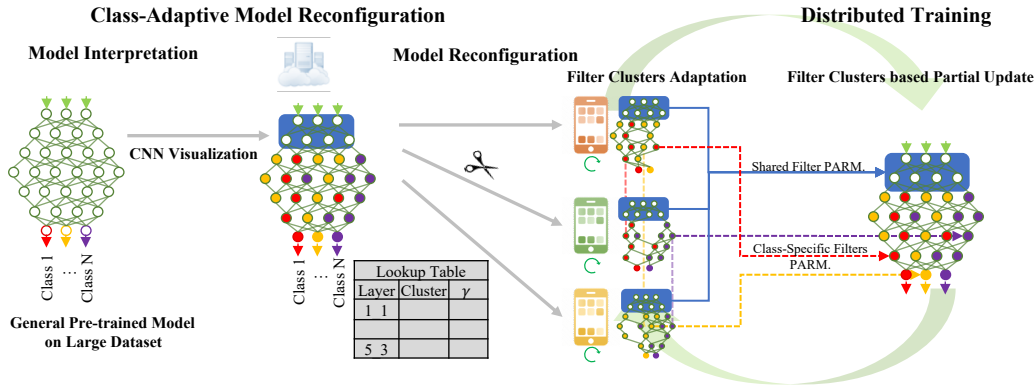 Class-Adaptive Model Reconfiguration
Distributed Training
Model Interpretation
Model Reconfiguration
Filter Clusters Adaptation
Filter Clusters based Partial Update
CNN Visualization
Shared Filter PARM.
Class-Specific Filters
PARM.
Class 1
...
Class N
Class 1
...
Class N
General Pre-trained Model
on Large Dataset
Lookup Table
Layer Cluster γ
1_1
5_3